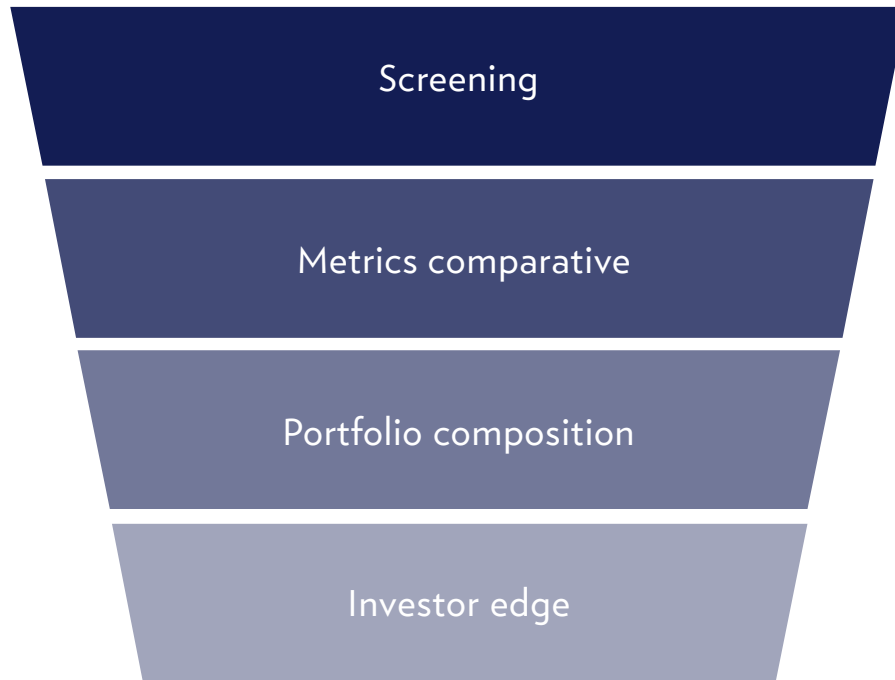 Screening
Metrics comparative
Portfolio composition
Investor edge